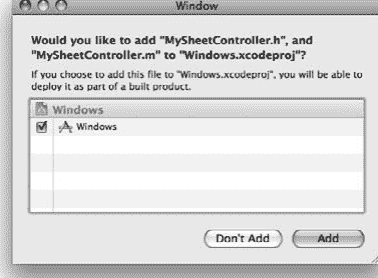 Window
Would you like to add "MySheetController.h", and
"MySheetController.m" to "Windows.xcodeproj"?
If you choose to add this file to "Windows.xcodeproj", you will be able to
deploy it as part of a built product.
Windows
Windows
Don't Add
Add